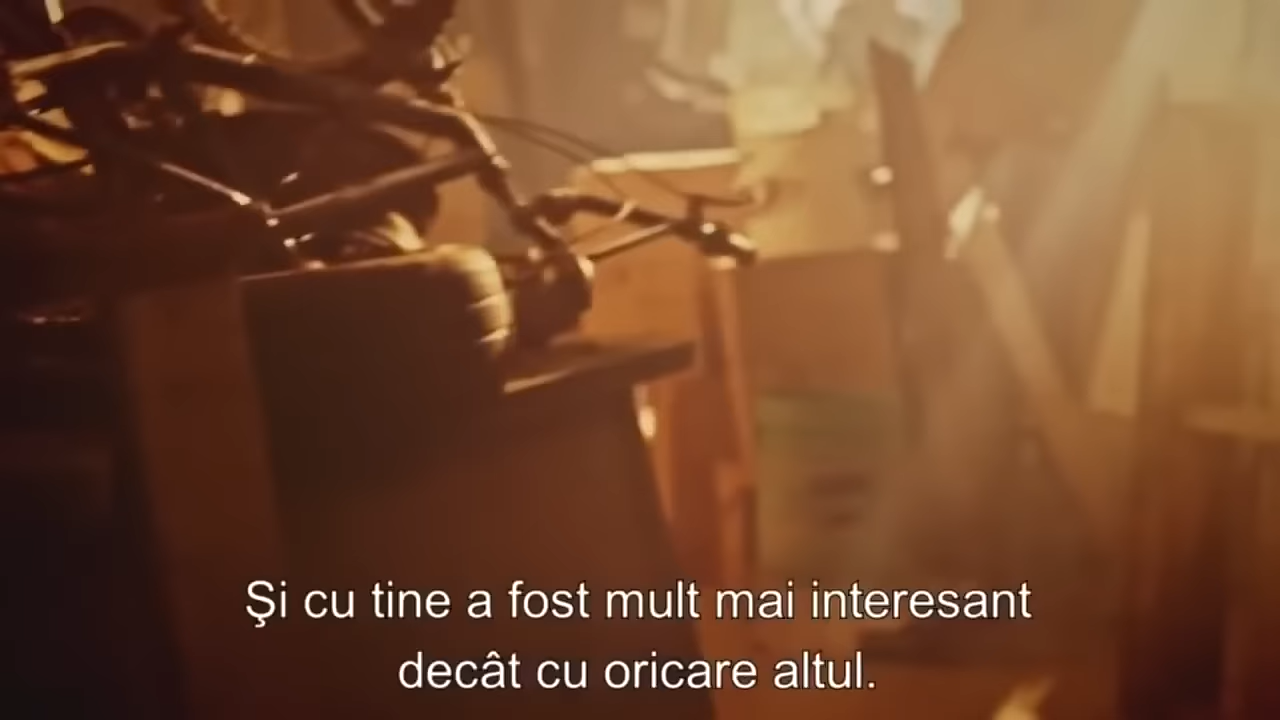 Şi cu tine a fost mult mai interesant
decât cu oricare altul.